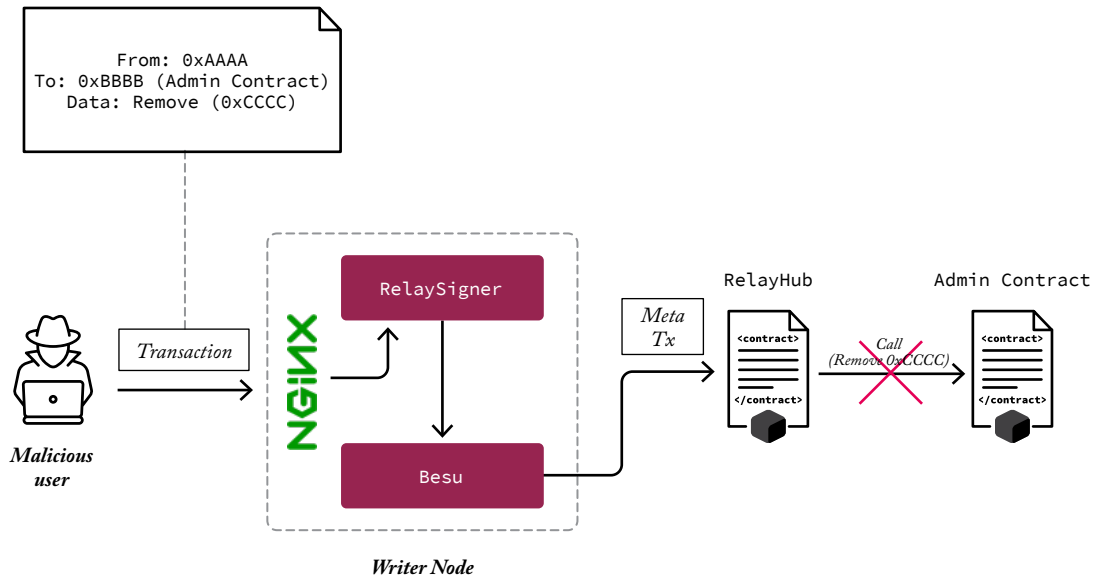 From: 0xAAAA
To: 0xBBBB (Admin Contract)
Data: Remove (0xCCCC)
Malicious
user
Transaction
NGINX
RelaySigner
Besu
Writer Node
Meta
Tx
RelayHub
<contract>
</contract>
Call
(Remove 0xCCCC)
Admin Contract
<contract>
</contract>